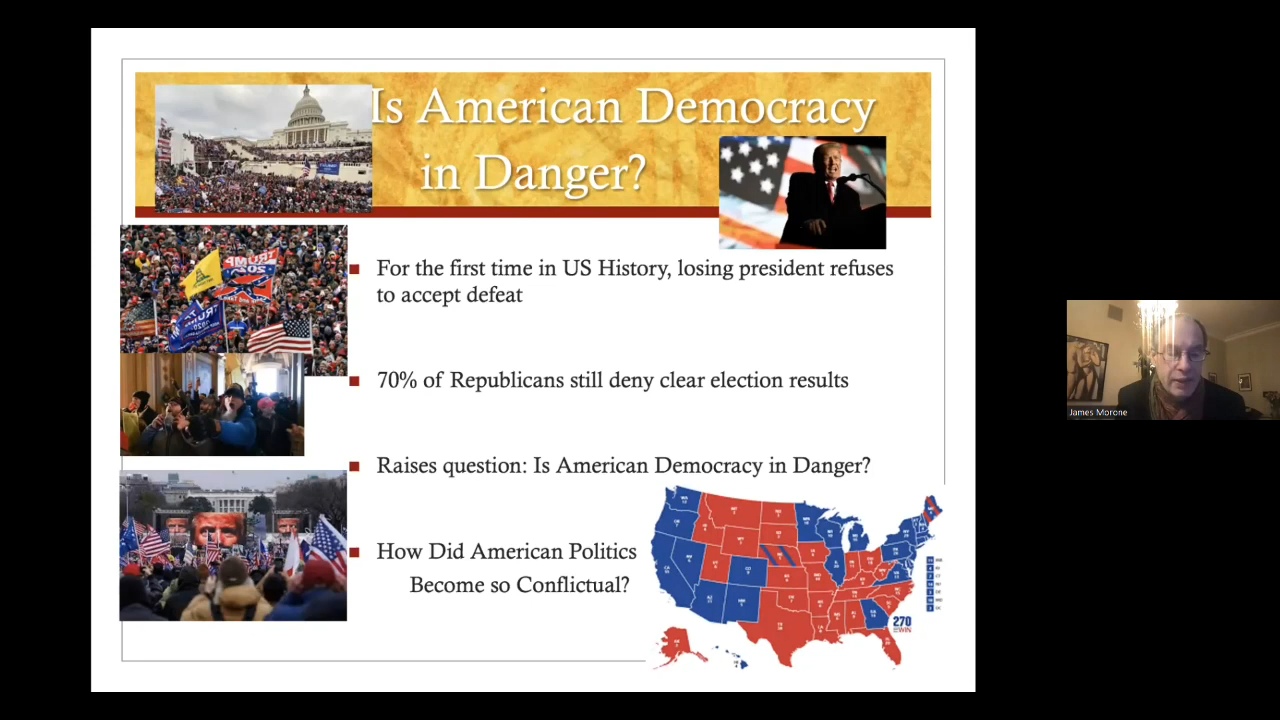 Is American Democracy
in Danger?
For the first time in US History, losing president refuses
to accept defeat
70% of Republicans still deny clear election results
Raises question: Is American Democracy in Danger?
How Did American Politics
Become so Conflictual?
270
James Morone